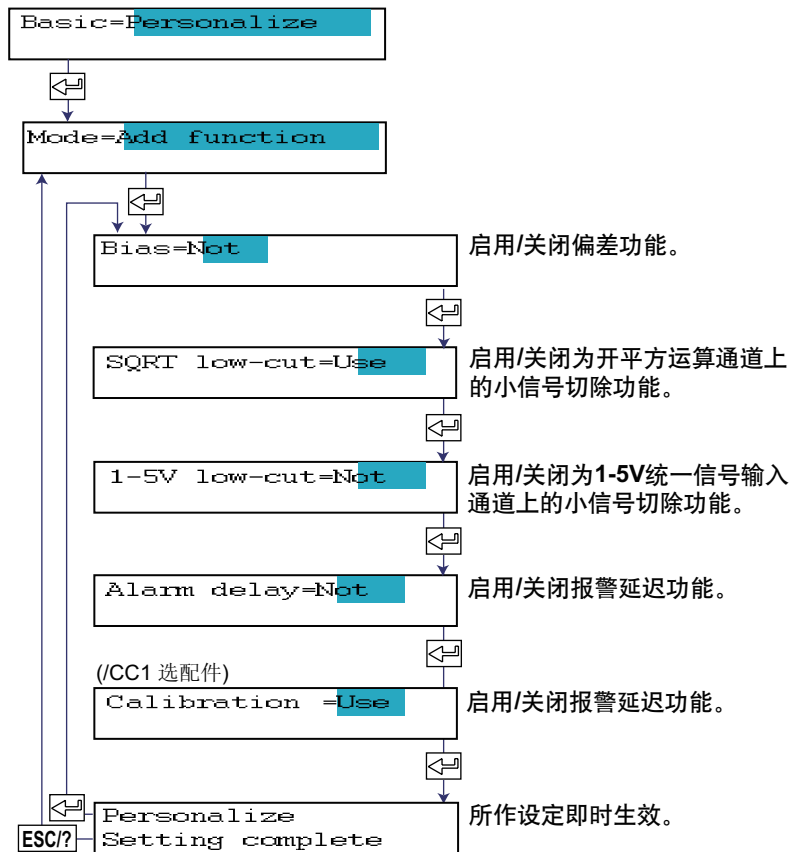 Basic=Personalize
Mode=Add function
Bias=Not
启用/关闭偏差功能。
SQRT low-cut=Use
启用/关闭为开平方运算通道上
的小信号切除功能。
1-5V low-cut=Not
启用/关闭为1-5V统一信号输入
通道上的小信号切除功能。
Alarm delay=Not
启用/关闭报警延迟功能。
(/CC1 选配件)
Calibration =Use
启用/关闭报警延迟功能。
Personalize
所作设定即时生效。
ESC/?
Setting complete